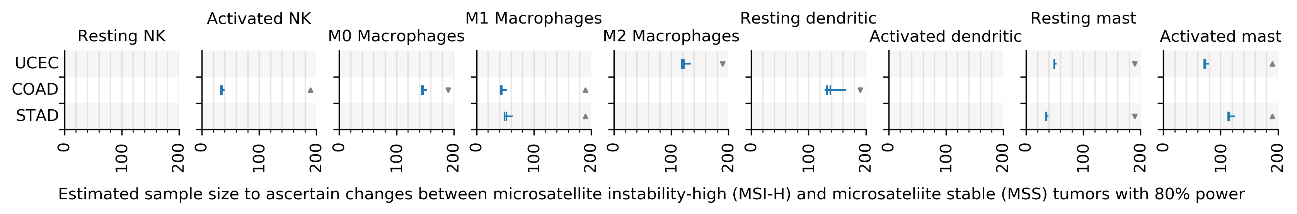 Activated NK M1 Macrophages Resting dendritic Resting mast
Resting NK M0 Macrophages M2 Macrophages Activated dendritic Activated mast
UCEC
COAD
STAD
0 100 200 0 100 200 0 100 200 0 100 200 0 100 200 0 100 200 0 100 200 0 100 200 0 100 200
Estimated sample size to ascertain changes between microsatellite instability-high (MSI-H) and microsateliite stable (MSS) tumors with 80% power